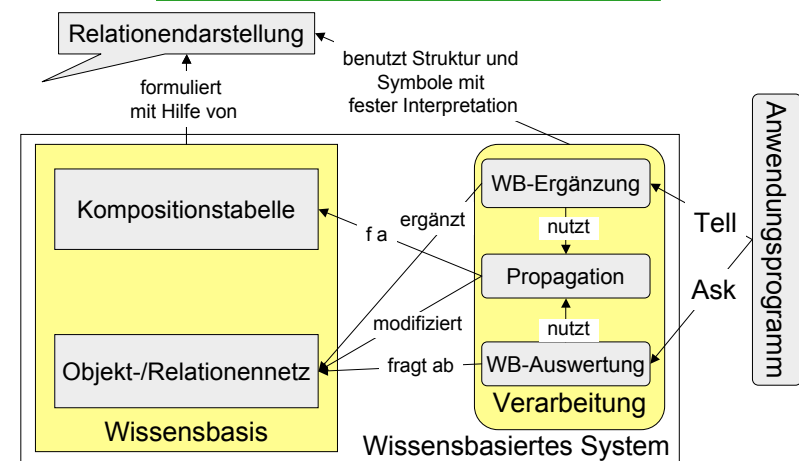 Relationendarstellung
formuliert
mit Hilfe von
benutzt Struktur und
Symbole mit
fester Interpretation
Kompositionstabelle
Objekt-/Relationennetz
Wissensbasis
ergänzt
f a
modifiziert
fragt ab
WB-Ergänzung
nutzt
Propagation
nutzt
WB-Auswertung
Verarbeitung
Wissensbasiertes System
Tell
Ask
Anwendungsprogramm